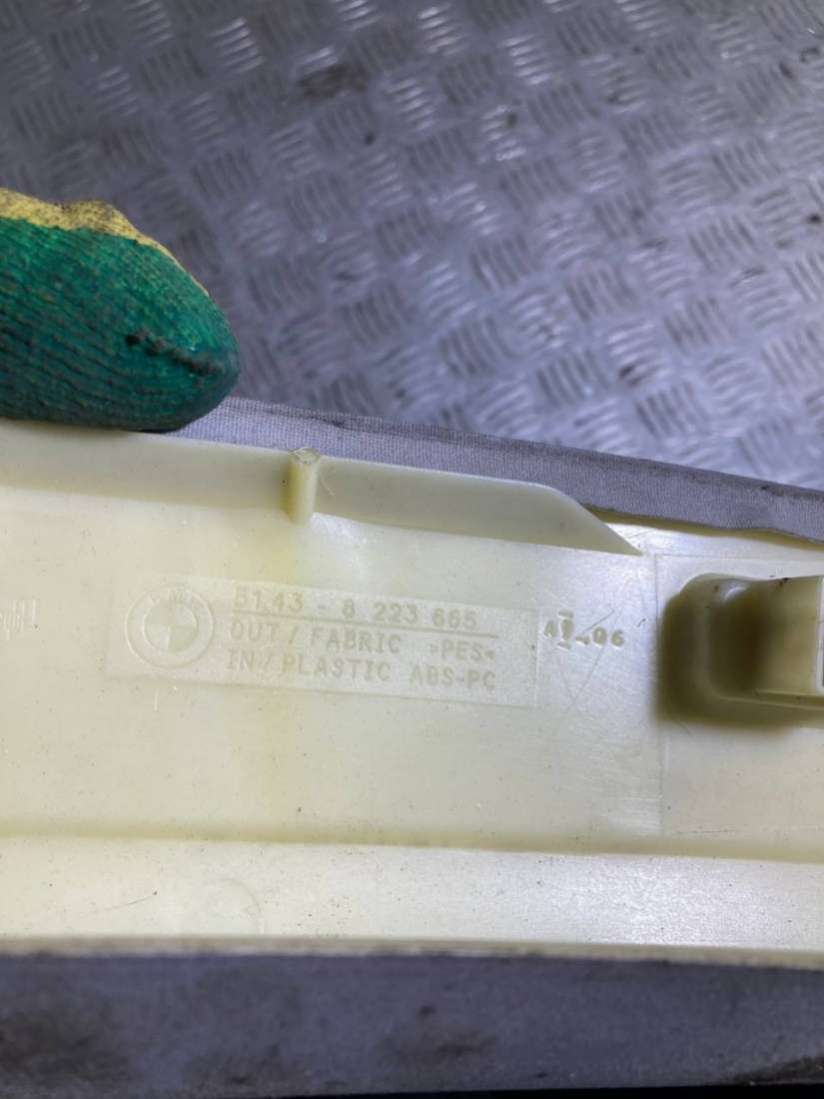 51.43 - 8 223 665
OUT / FABRIC »PES«
IN / PLASTIC ABS-PC